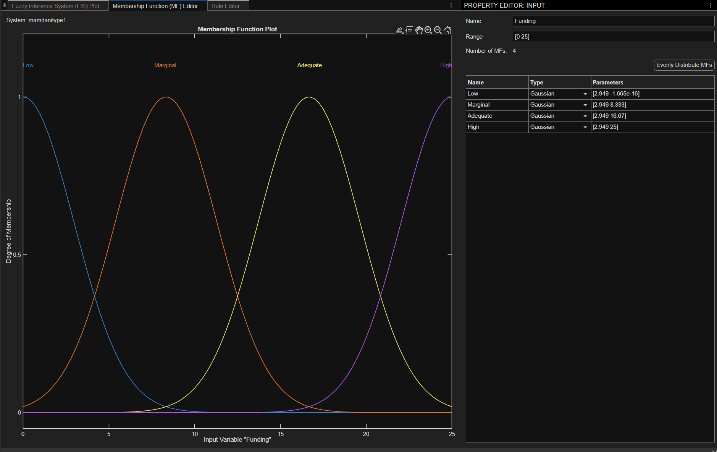 Fuzzy Inference System (FIS) Plot
Membership Function (MF) Editor
Rule Editor
System: mamdanitype1
Membership Function Plot
Low
Marginal
Adequate
High
1
0.5
0
Degree of Membership
0
5
10
15
20
25
Input Variable "Funding"
PROPERTY EDITOR: INPUT
Name Funding
Range [0 25]
Number of MFs: 4
Evenly Distribute MFs
Name Type Parameters
Low Gaussian [2.949 -1.665e-16]
Marginal Gaussian [2.949 8.333]
Adequate Gaussian [2.949 16.67]
High Gaussian [2.949 25]